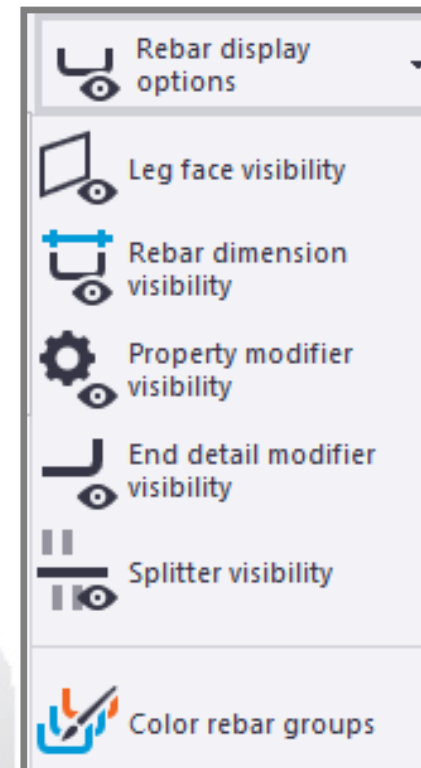 Rebar display
options
Leg face visibility
Rebar dimension
visibility
Property modifier
visibility
End detail modifier
visibility
Splitter visibility
Color rebar groups